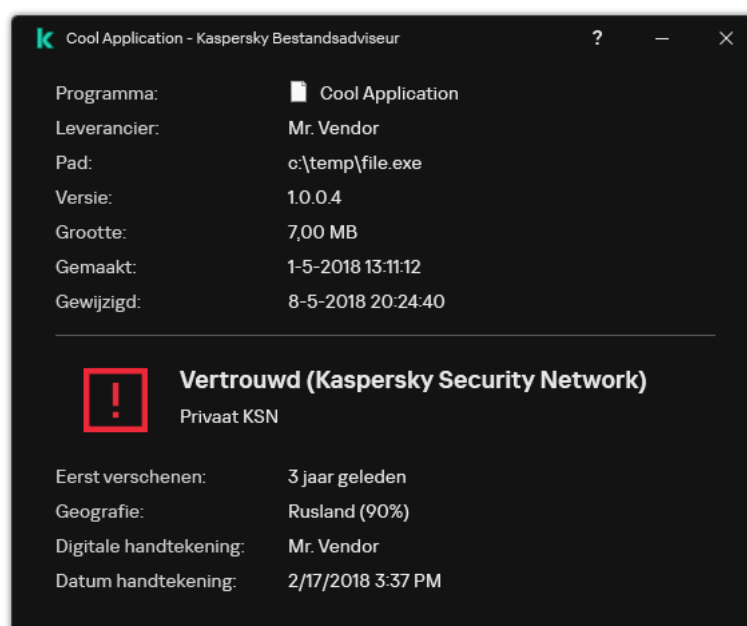 Cool Application - Kaspersky Bestandsadviseur ?
Programma: Cool Application
Leverancier: Mr. Vendor
Pad: c:\temp\file.exe
Versie: 1.0.0.4
Grootte: 7,00 MB
Gemaakt: 1-5-2018 13:11:12
Gewijzigd: 8-5-2018 20:24:40
! Vertrouwd (Kaspersky Security Network)
Privaat KSN
Eerst verschenen: 3 jaar geleden
Geografie: Rusland (90%)
Digitale handtekening: Mr. Vendor
Datum handtekening: 2/17/2018 3:37 PM